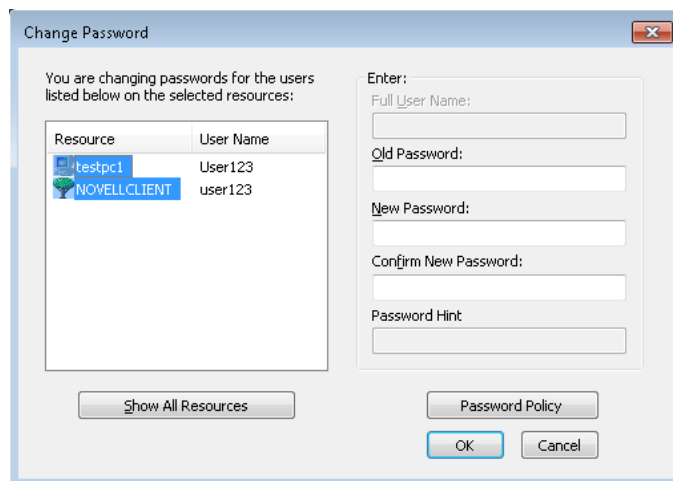 Change Password
You are changing passwords for the users
listed below on the selected resources:
Resource User Name
testpc1 User123
NOVELLCLIENT user123
Show All Resources
Enter:
Full User Name:
Old Password:
New Password:
Confirm New Password:
Password Hint
Password Policy
OK Cancel